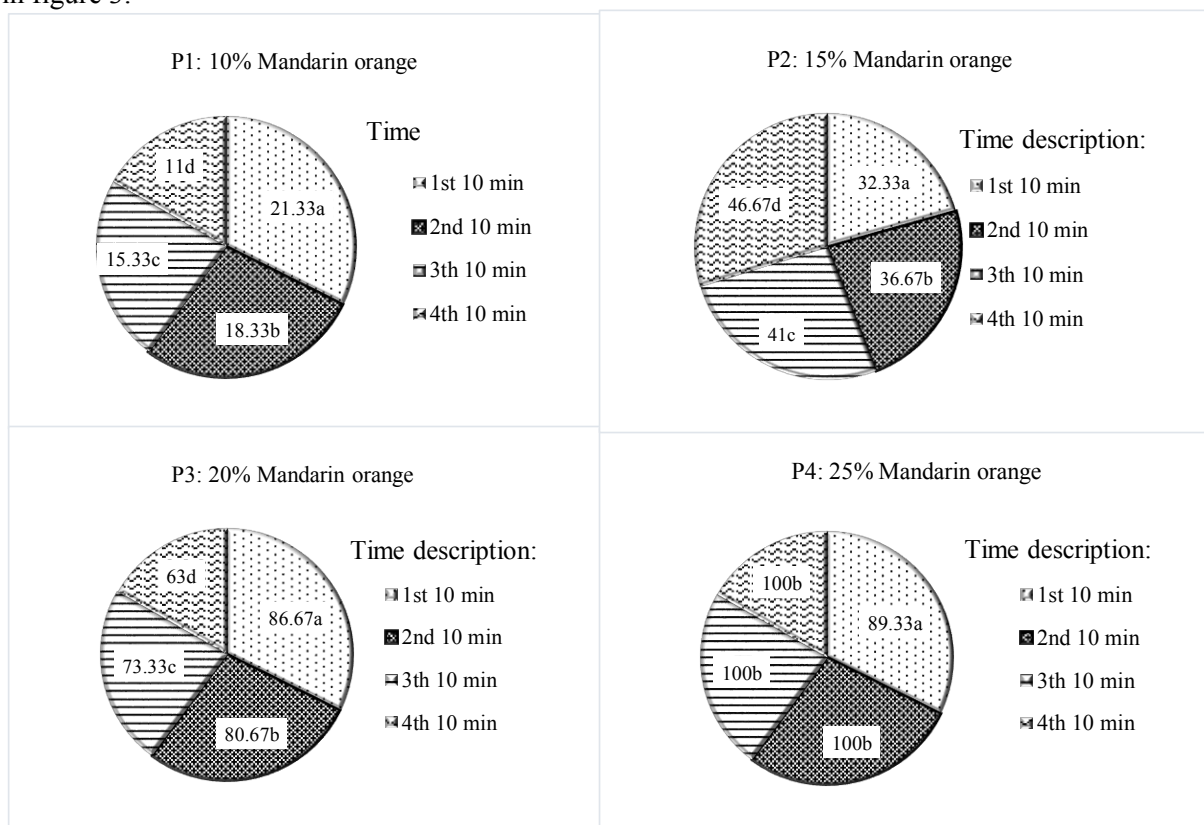 in figure 3.
P1: 10% Mandarin orange
Time
1st 10 min
2nd 10 min
3th 10 min
4th 10 min
21.33a
18.33b
15.33c
11d
P2: 15% Mandarin orange
Time description:
1st 10 min
2nd 10 min
3th 10 min
4th 10 min
32.33a
36.67b
41c
46.67d
P3: 20% Mandarin orange
Time description:
1st 10 min
2nd 10 min
3th 10 min
4th 10 min
86.67a
80.67b
73.33c
63d
P4: 25% Mandarin orange
Time description:
1st 10 min
2nd 10 min
3th 10 min
4th 10 min
89.33a
100b
100b
100b